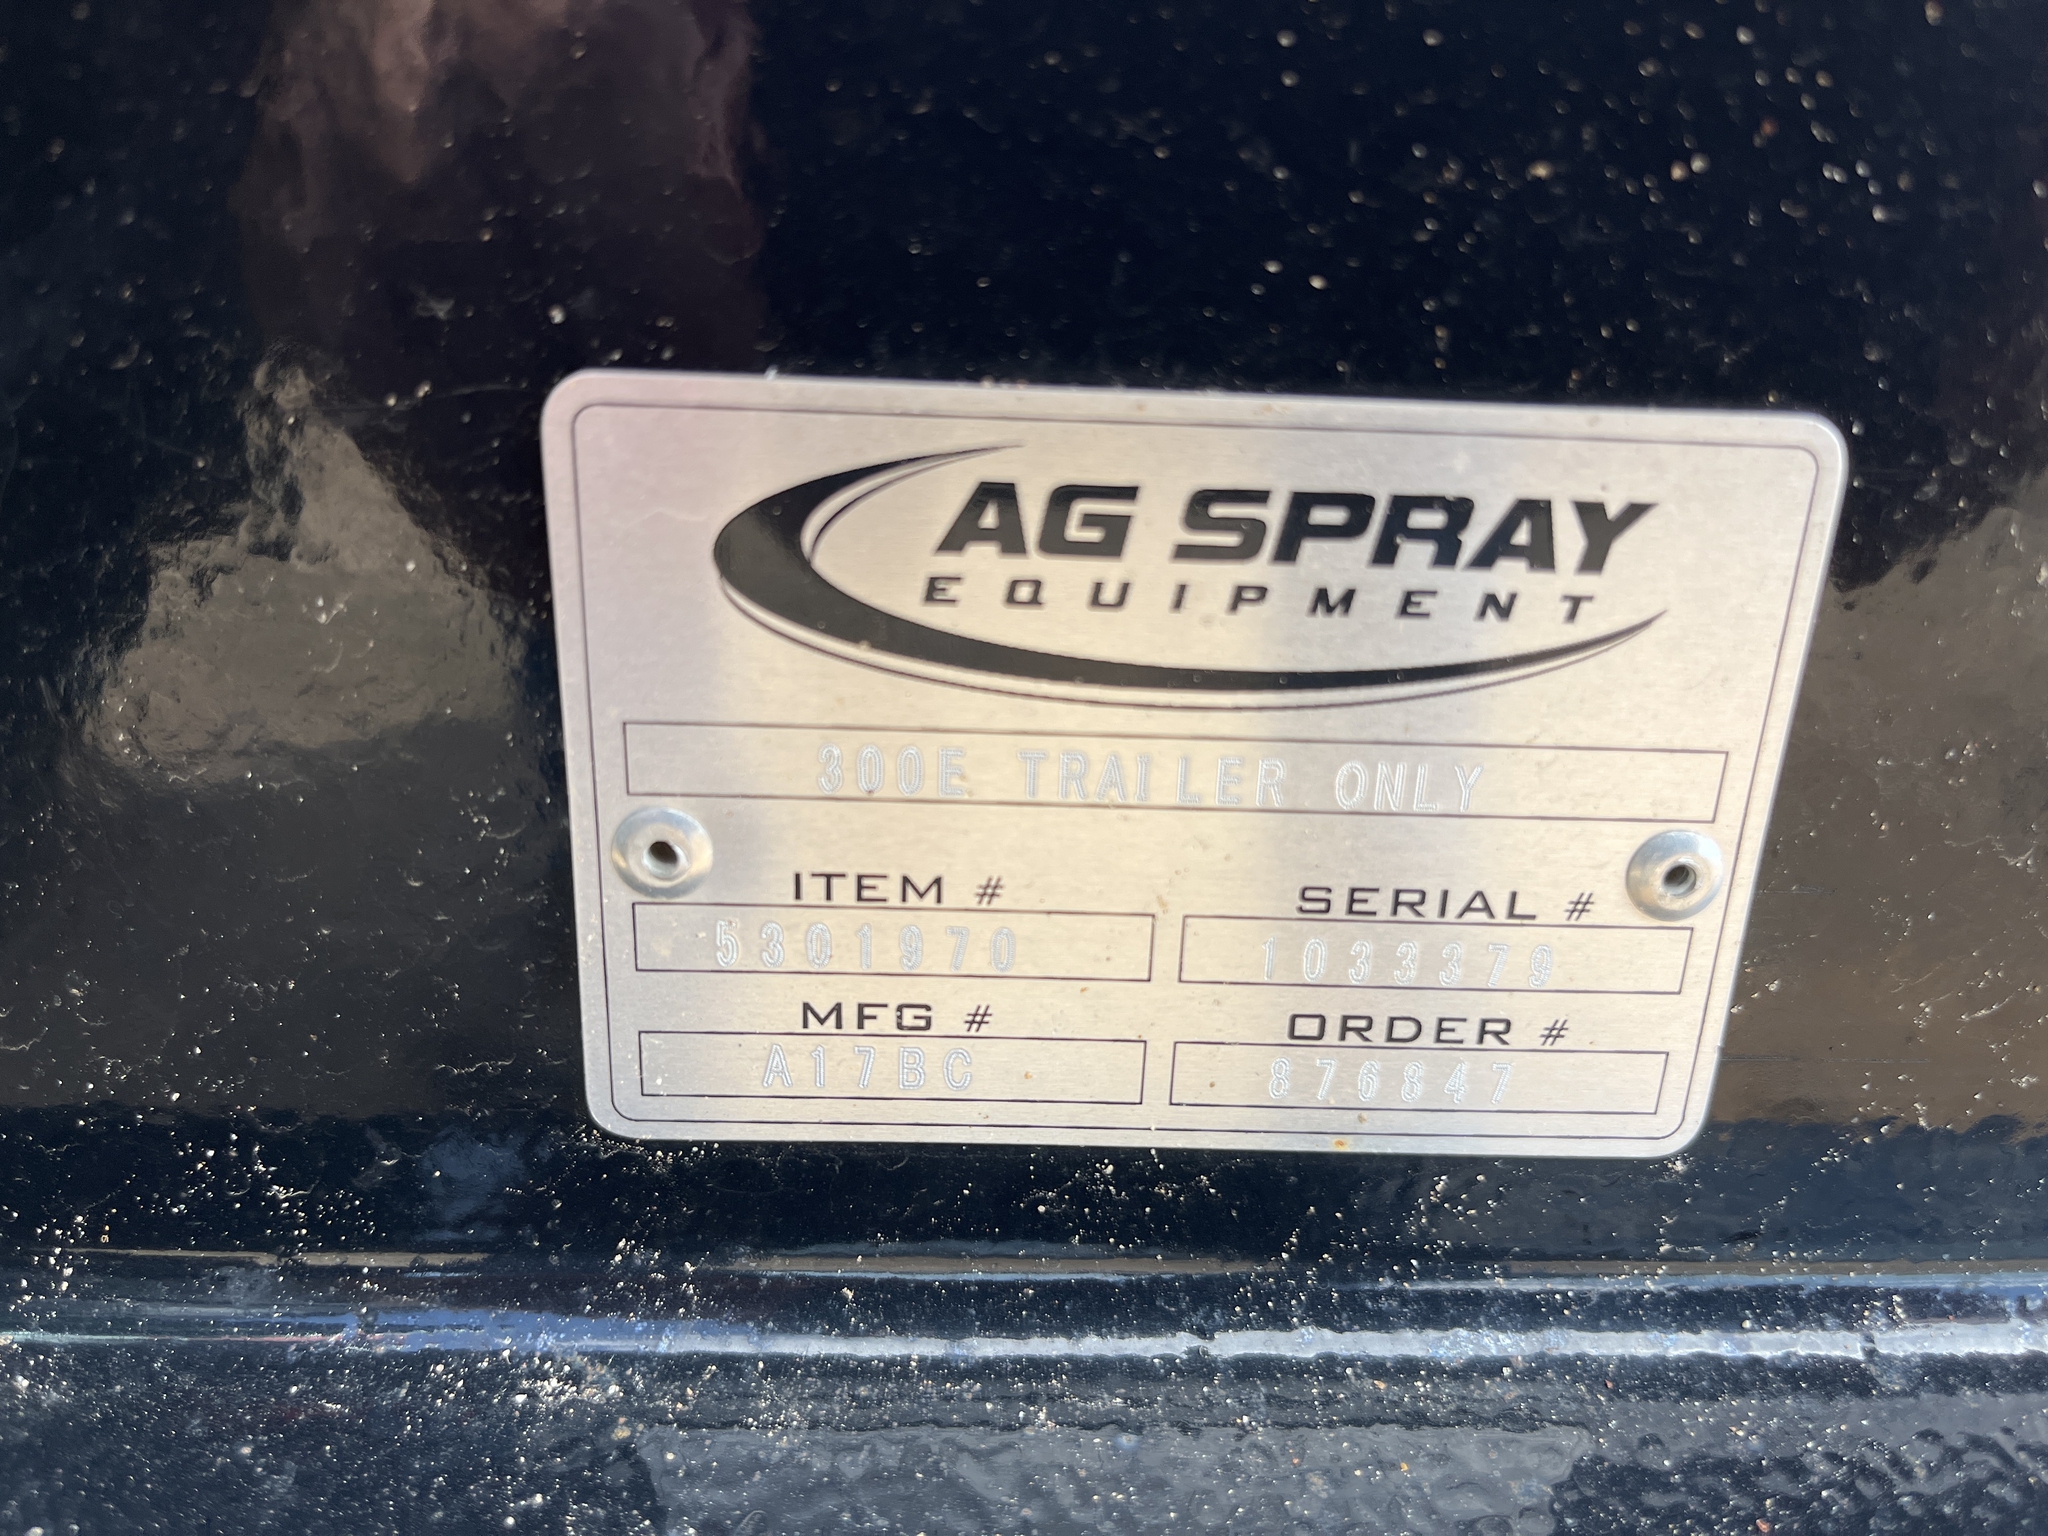 AG SPRAY
EQUIPMENT
300E TRAILER ONLY
ITEM # SERIAL #
5301970 1033379
MFG # ORDER #
A17BC 876847